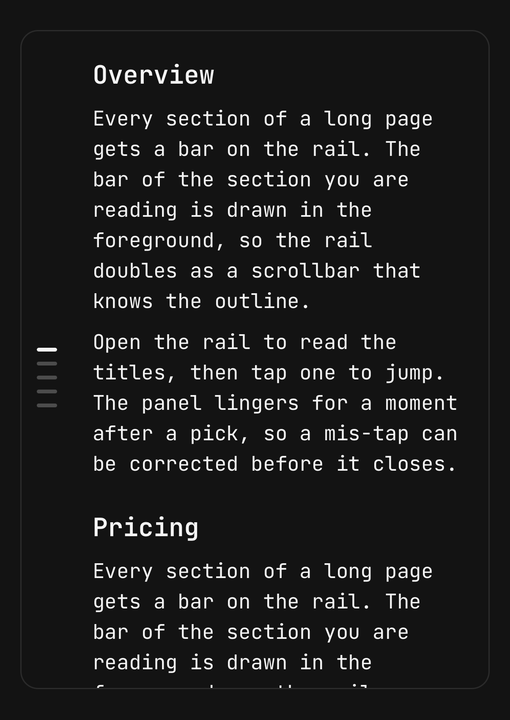 Overview
Every section of a long page
gets a bar on the rail. The
bar of the section you are
reading is drawn in the
foreground, so the rail
doubles as a scrollbar that
knows the outline.
Open the rail to read the
titles, then tap one to jump.
The panel lingers for a moment
after a pick, so a mis-tap can
be corrected before it closes.
Pricing
Every section of a long page
gets a bar on the rail. The
bar of the section you are
reading is drawn in the